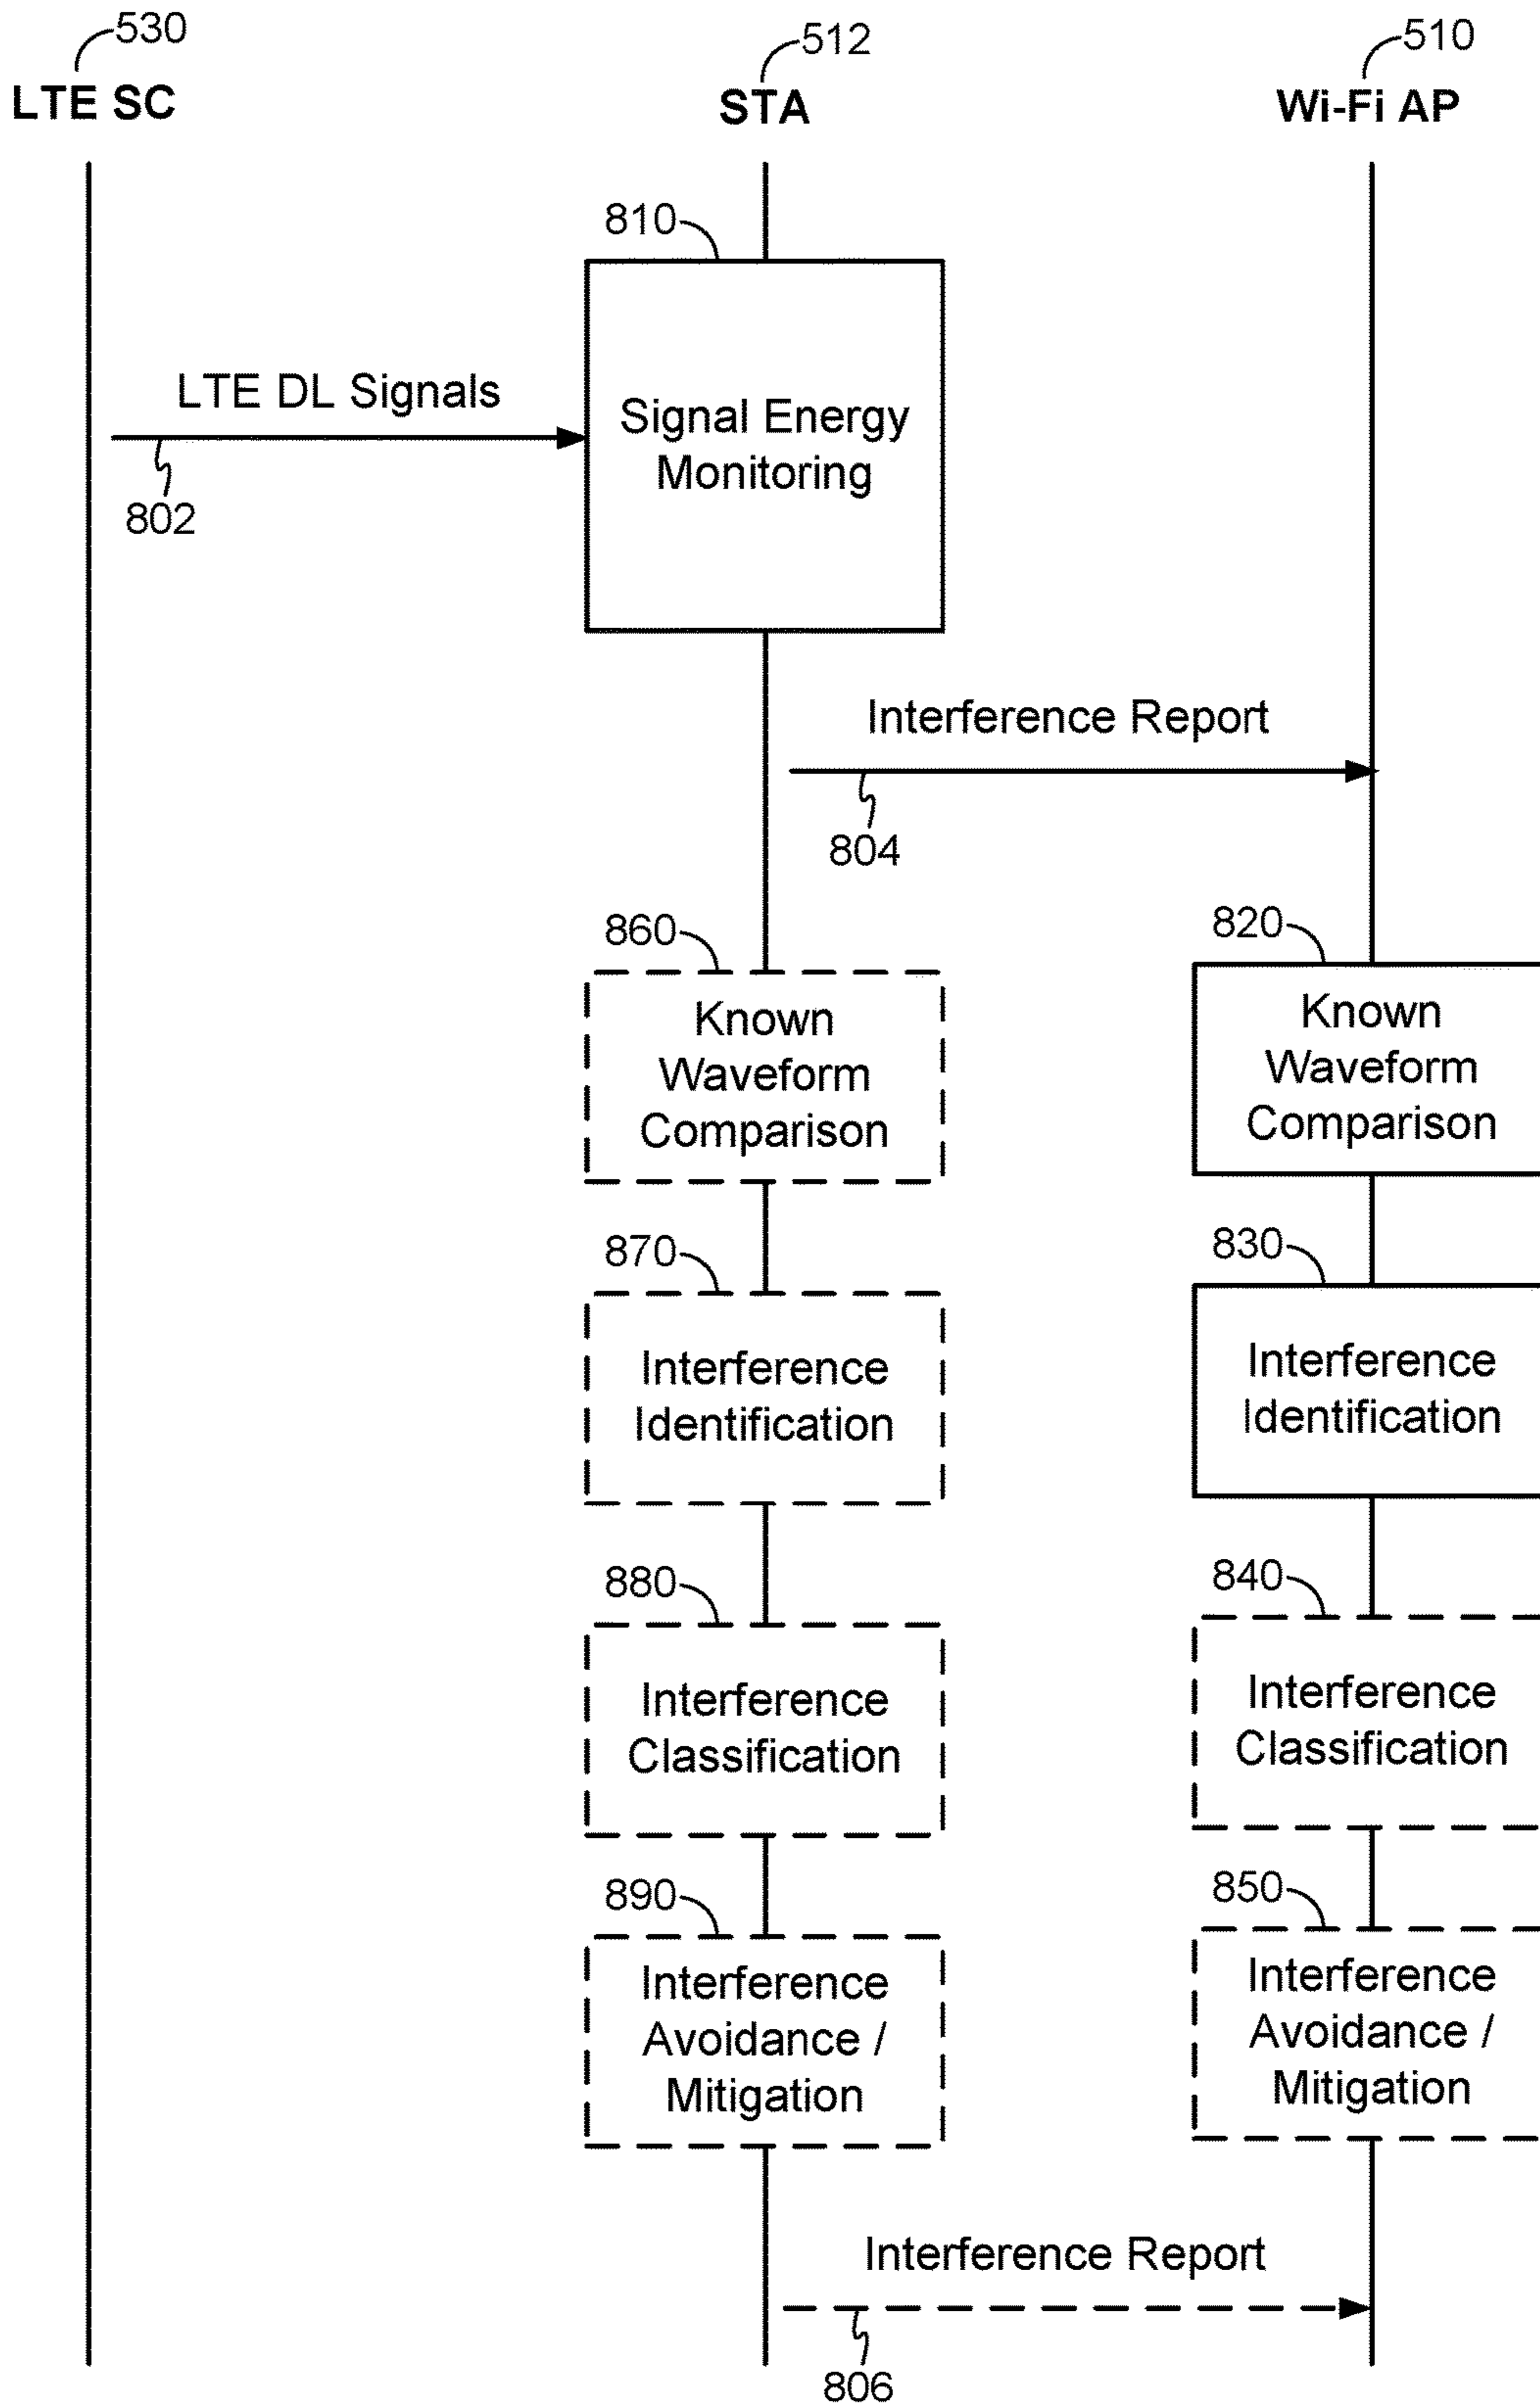 530
LTE SC
512
STA
510
Wi-Fi AP
810
LTE DL Signals
802
Signal Energy
Monitoring
Interference Report
804
860
Known
Waveform
Comparison
820
Known
Waveform
Comparison
870
Interference
Identification
830
Interference
Identification
880
Interference
Classification
840
Interference
Classification
890
Interference
Avoidance /
Mitigation
850
Interference
Avoidance /
Mitigation
Interference Report
806